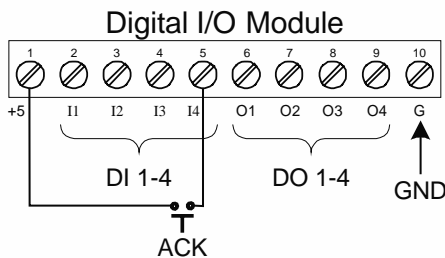 Digital I/O Module
1 2 3 4 5 6 7 8 9 10
+5 I1 I2 I3 I4 O1 O2 O3 O4 G
DI 1-4 DO 1-4
GND
ACK